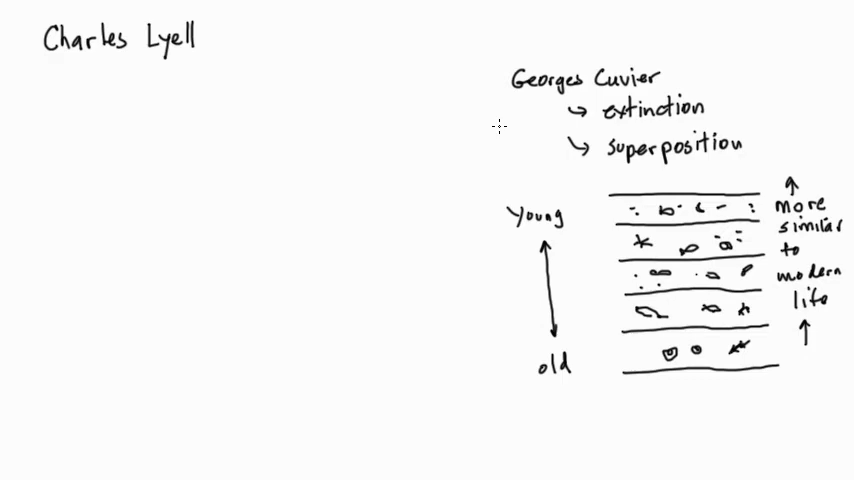 Charles Lyell
Georges Cuvier
↳ extinction
↳ superposition
Young
old
more
similar
to
modern
life